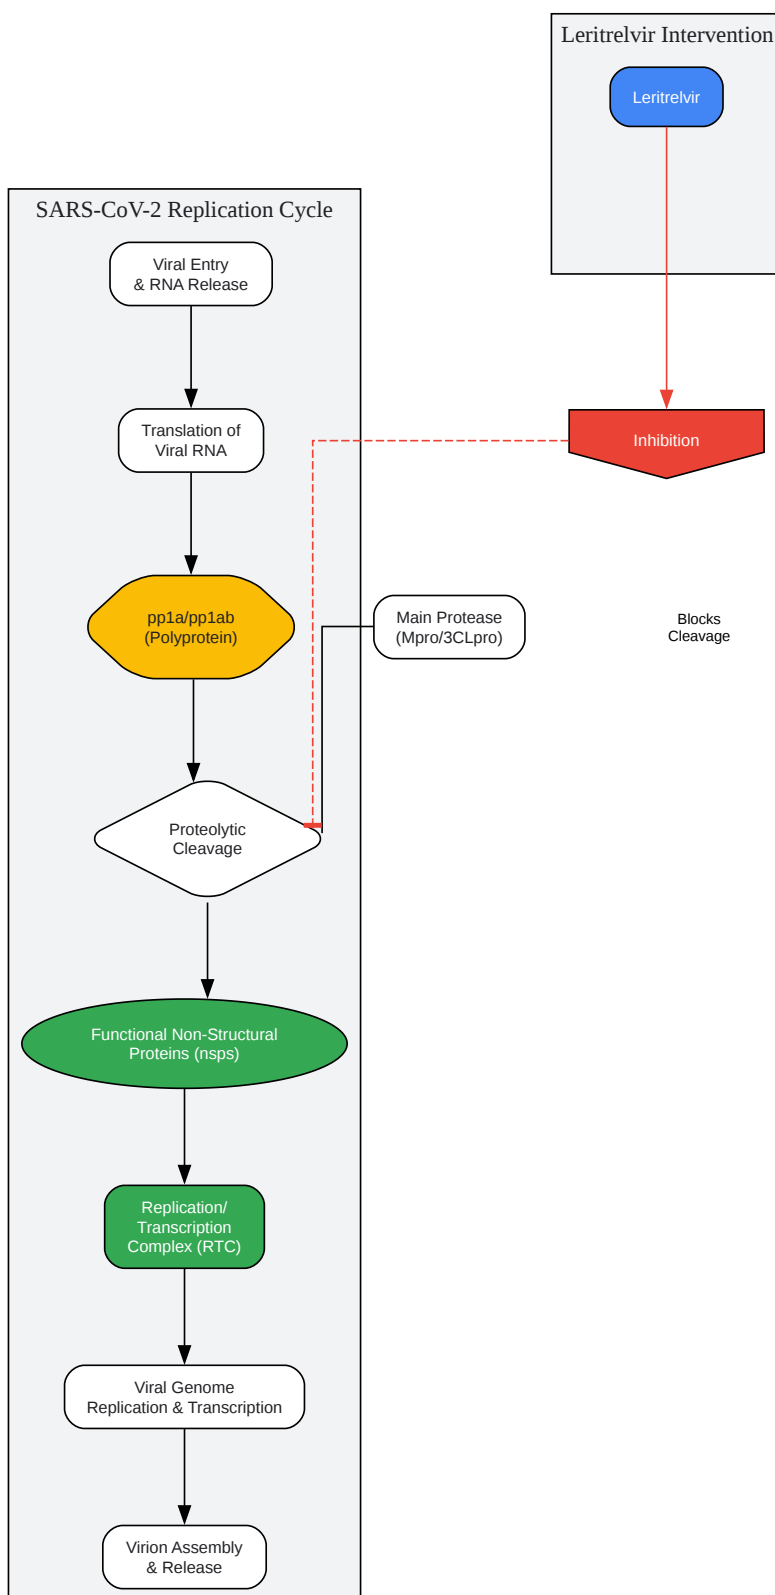 Leritrelvir Intervention
Leritrelvir
SARS-CoV-2 Replication Cycle
Viral Entry
& RNA Release
Translation of
Viral RNA
Inhibition
pp1a/pp1ab
(Polyprotein)
Main Protease
(Mpro/3CLpro)
Blocks
Cleavage
Proteolytic
Cleavage
Functional Non-Structural
Proteins (nsps)
Replication/
Transcription
Complex (RTC)
Viral Genome
Replication & Transcription
Virion Assembly
& Release